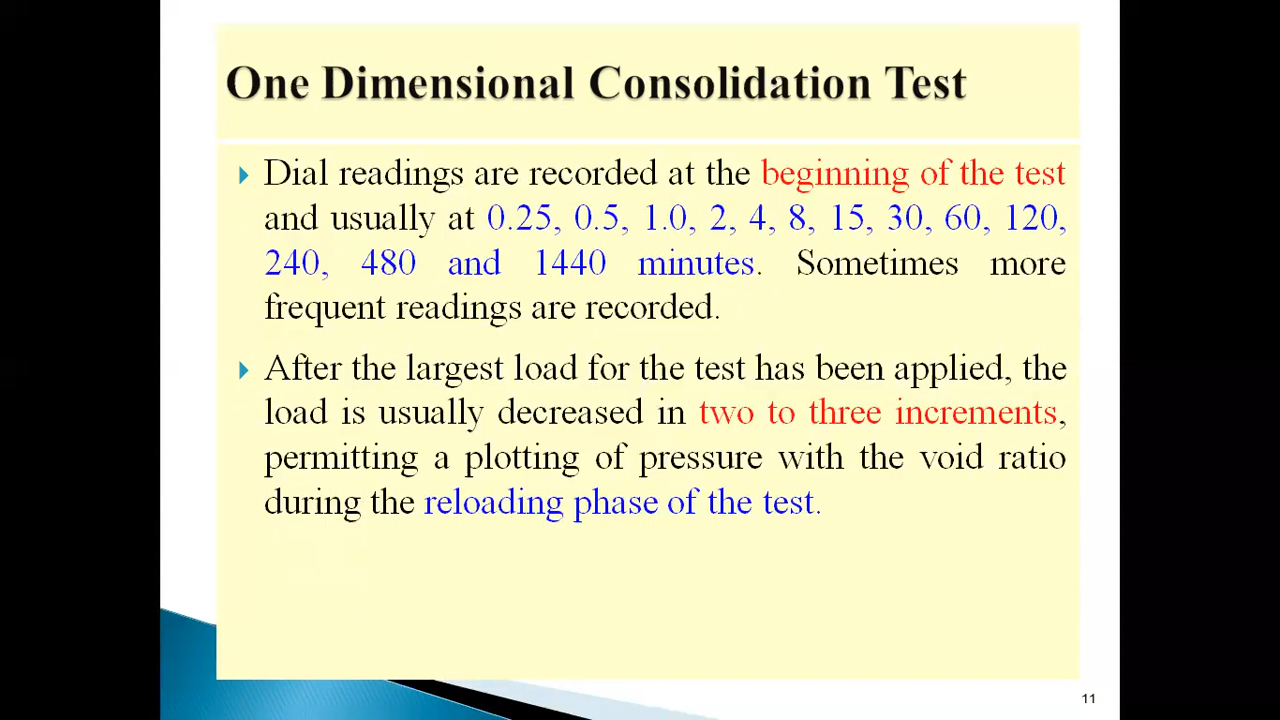 One Dimensional Consolidation Test
Dial readings are recorded at the beginning of the test
and usually at 0.25, 0.5, 1.0, 2, 4, 8, 15, 30, 60, 120,
240, 480 and 1440 minutes. Sometimes more
frequent readings are recorded.
After the largest load for the test has been applied, the
load is usually decreased in two to three increments,
permitting a plotting of pressure with the void ratio
during the reloading phase of the test.
11